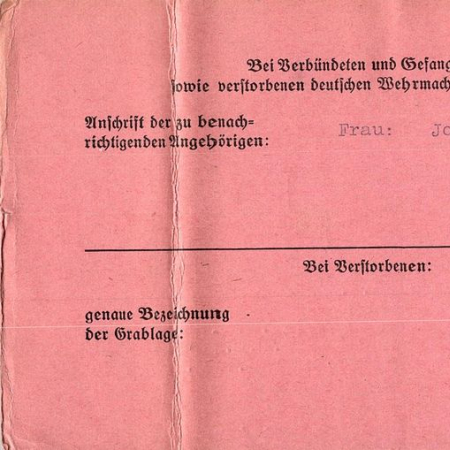 Bei Verbündeten und Gefang
sowie verstorbenen deutschen Wehrmach
Anschrift der zu benach=
richtigenden Angehörigen:
Frau: Jo
Bei Verstorbenen:
genaue Bezeichnung
der Grablage: